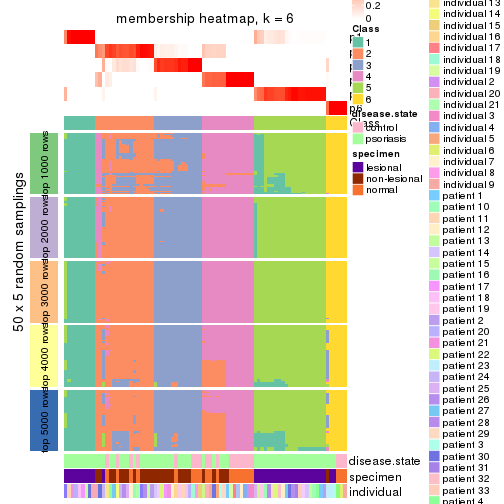 membership heatmap, k = 6
50 x 5 random samplings
top 1000 rows
top 2000 rows
top 3000 rows
top 4000 rows
top 5000 rows
p1
p6
Class
disease.state
specimen
individual
0.2
0
Class
1
2
3
4
5
6
disease.state
control
psoriasis
specimen
lesional
non-lesional
normal
individual 13
individual 14
individual 15
individual 16
individual 17
individual 18
individual 19
individual 2
individual 20
individual 21
individual 3
individual 4
individual 5
individual 6
individual 7
individual 8
individual 9
patient 1
patient 10
patient 11
patient 12
patient 13
patient 14
patient 15
patient 16
patient 17
patient 18
patient 19
patient 2
patient 20
patient 21
patient 22
patient 23
patient 24
patient 25
patient 26
patient 27
patient 28
patient 29
patient 3
patient 30
patient 31
patient 32
patient 33
patient 4